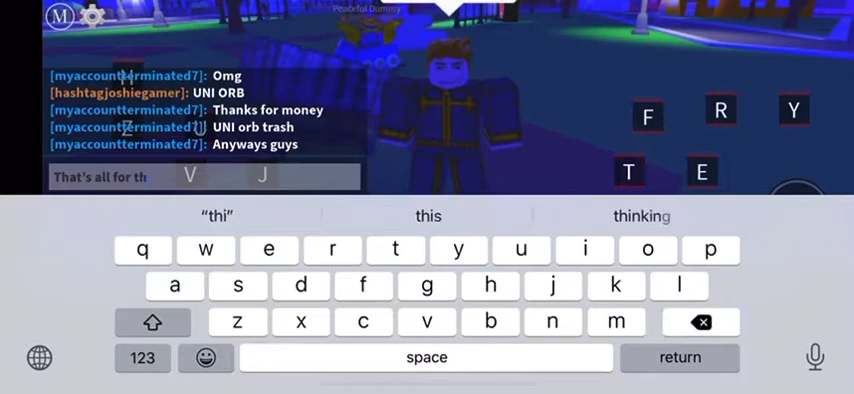 Peaceful Dummy
M
[myaccountterminated7]: Omg
[hashtagjoshiegamer]: UNI ORB
[myaccountterminated7]: Thanks for money
[myaccountterminated7]: UNI orb trash
[myaccountterminated7]: Anyways guys
That's all for th
H
Z U
V J
F R Y
T E
“thi” this thinking
q w e r t y u i o p
a s d f g h j k l
z x c v b n m
123 space return